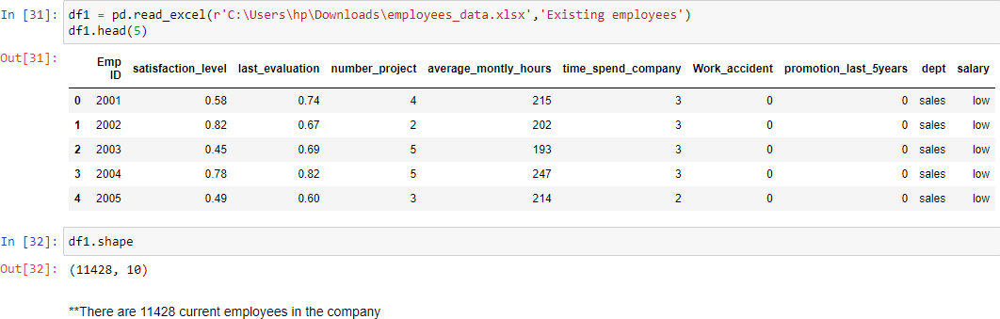 In [31]: df1 = pd.read_excel(r'C:\Users\hp\Downloads\employees_data.xlsx','Existing employees')
df1.head(5)
Out[31]:
Emp ID satisfaction_level last_evaluation number_project average_montly_hours time_spend_company Work_accident promotion_last_5years dept salary
0 2001 0.58 0.74 4 215 3 0 0 sales low
1 2002 0.82 0.67 2 202 3 0 0 sales low
2 2003 0.45 0.69 5 193 3 0 0 sales low
3 2004 0.78 0.82 5 247 3 0 0 sales low
4 2005 0.49 0.60 3 214 2 0 0 sales low
In [32]: df1.shape
Out[32]: (11428, 10)
**There are 11428 current employees in the company